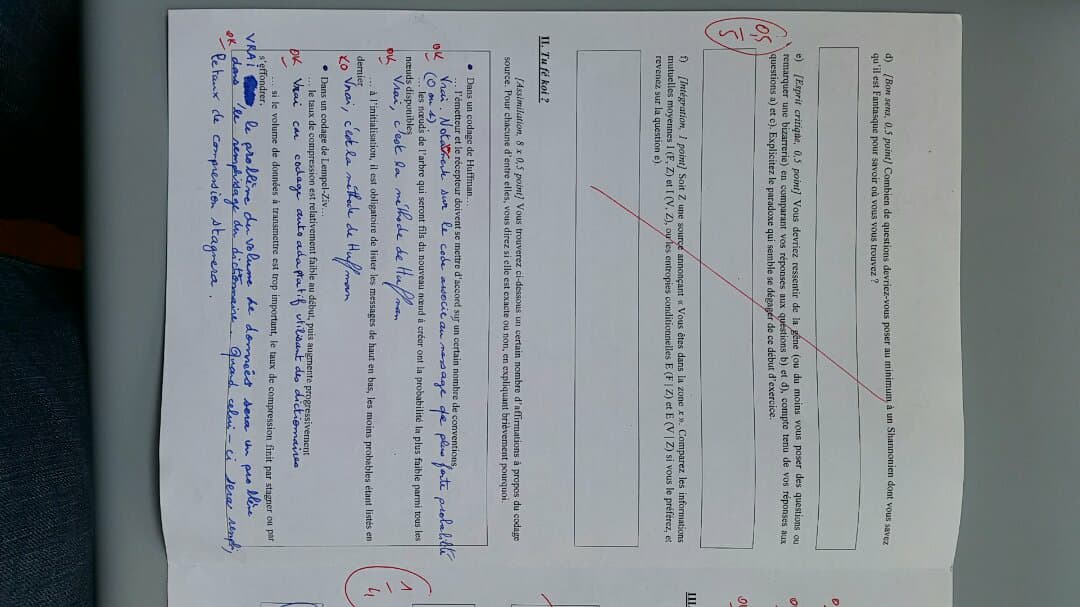 d) [Bon sens, 0,5 point] Combien de questions devriez-vous poser au minimum à un Shannonien dont vous savez
qu'il est Fantasque pour savoir où vous vous trouvez ?
e) [Esprit critique, 0,5 point] Vous devriez ressentir de la gêne (ou du moins vous poser des questions ou
remarquer une bizarrerie) en comparant vos réponses aux questions b) et d), compte tenu de vos réponses aux
questions a) et c). Explicitez le paradoxe qui semble se dégager de ce début d'exercice.
0,5
5
f) [Intégration, 1 point] Soit Z une source annonçant « Vous êtes dans la zone x ». Comparez les informations
mutuelles moyennes I (F, Z) et I (V, Z), ou les entropies conditionnelles E (F | Z) et E (V | Z) si vous le préférez, et
revenez sur la question e).
II. Tu fé koi ?
III.
[Assimilation, 8 x 0,5 point] Vous trouverez ci-dessous un certain nombre d'affirmations à propos du codage
source. Pour chacune d'entre elles, vous direz si elle est exacte ou non, en expliquant brièvement pourquoi.
• Dans un codage de Huffman…
… l'émetteur et le récepteur doivent se mettre d'accord sur un certain nombre de conventions.
OK Vrai. Notamment sur le code associé au message de plus forte probabilité
(0 ou 1).
… les nœuds de l'arbre qui seront fils du nouveau nœud à créer ont la probabilité la plus faible parmi tous les
nœuds disponibles
OK Vrai, c'est la méthode de Huffman
… à l'initialisation, il est obligatoire de lister les messages de haut en bas, les moins probables étant listés en
dernier
KO Vrai, c'est la méthode de Huffman
1
4
• Dans un codage de Lempel-Ziv…
… le taux de compression est relativement faible au début, puis augmente progressivement
OK Vrai car codage autoadaptatif utilisant des dictionnaires
… si le volume de données à transmettre est trop important, le taux de compression finit par stagner ou par
s'effondrer.
VRAI, le problème du volume de données sera un problème
OK dans le remplissage du dictionnaire. Quand celui-ci sera rempli,
le taux de compression stagnera.